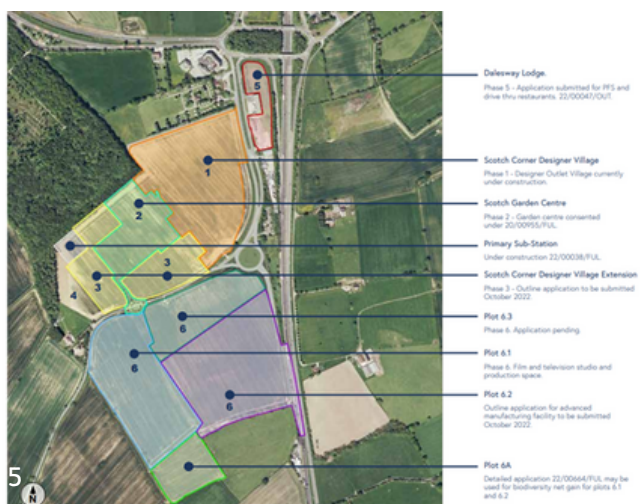 Dalesway Lodge.
Phase 5 - Application submitted for PFS and
drive thru restaurants. 22/00047/OUT.
5
Scotch Corner Designer Village
Phase 1 - Designer Outlet Village currently
under construction.
1
Scotch Garden Centre
Phase 2 - Garden centre consented
under 20/00955/FUL.
2
Primary Sub-Station
Under construction 22/00038/FUL.
3
Scotch Corner Designer Village Extension
Phase 3 - Outline application to be submitted
October 2022
3
4
Plot 6.3
Phase 6. Application pending.
6
Plot 6.1
Phase 6. Film and television studio and
production space.
6
Plot 6.2
Outline application for advanced
manufacturing facility to be submitted
October 2022
6
Plot 6A
Detailed application 22/00664/FUL may be
used for biodiversity net gain for plots 6.1
and 6.2
5
N